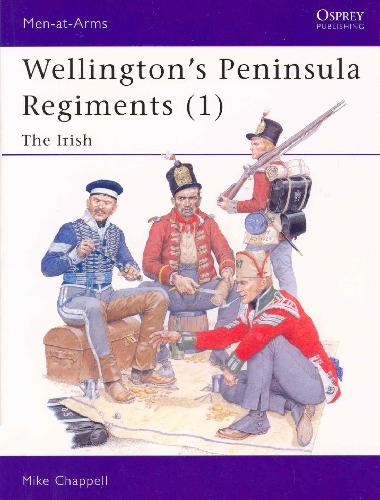 Men-at-Arms
OSPREY
PUBLISHING
Wellington's Peninsula
Regiments (1)
The Irish
Mike Chappell